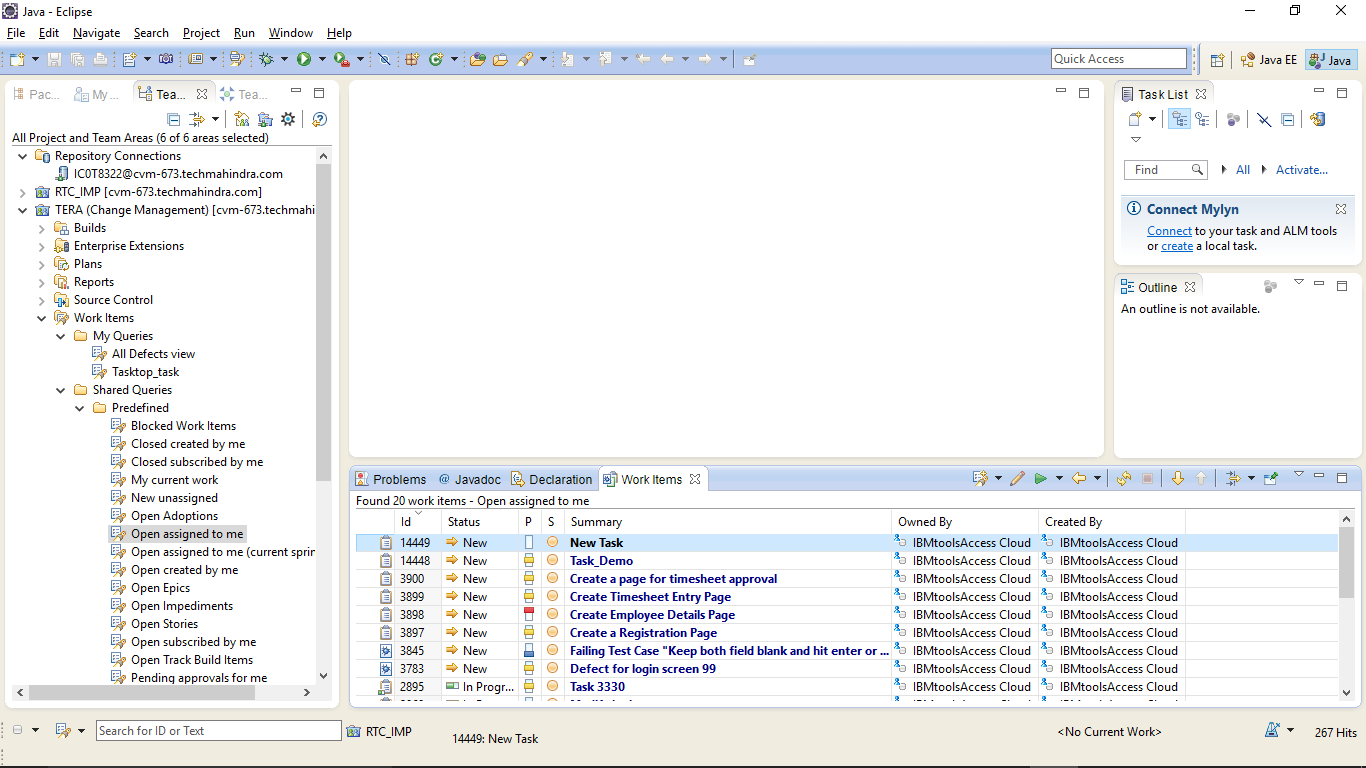 Java - Eclipse
File Edit Navigate Search Project Run Window Help
Quick Access
Java EE
Java
Pac...
My ...
Tea...
Tea...
All Project and Team Areas (6 of 6 areas selected)
Repository Connections
IC0T8322@cvm-673.techmahindra.com
RTC_IMP [cvm-673.techmahindra.com]
TERA (Change Management) [cvm-673.techmahi
Builds
Enterprise Extensions
Plans
Reports
Source Control
Work Items
My Queries
All Defects view
Tasktop_task
Shared Queries
Predefined
Blocked Work Items
Closed created by me
Closed subscribed by me
My current work
New unassigned
Open Adoptions
Open assigned to me
Open assigned to me (current sprin
Open created by me
Open Epics
Open Impediments
Open Stories
Open subscribed by me
Open Track Build Items
Pending approvals for me
Task List
Find All Activate...
Connect Mylyn
Connect to your task and ALM tools
or create a local task.
Outline
An outline is not available.
Problems @ Javadoc Declaration Work Items
Found 20 work items - Open assigned to me
Id Status P S Summary Owned By Created By
14449 New New Task IBMtoolsAccess Cloud IBMtoolsAccess Cloud
14448 New Task_Demo IBMtoolsAccess Cloud IBMtoolsAccess Cloud
3900 New Create a page for timesheet approval IBMtoolsAccess Cloud IBMtoolsAccess Cloud
3899 New Create Timesheet Entry Page IBMtoolsAccess Cloud IBMtoolsAccess Cloud
3898 New Create Employee Details Page IBMtoolsAccess Cloud IBMtoolsAccess Cloud
3897 New Create a Registration Page IBMtoolsAccess Cloud IBMtoolsAccess Cloud
3845 New Failing Test Case "Keep both field blank and hit enter or ... IBMtoolsAccess Cloud IBMtoolsAccess Cloud
3783 New Defect for login screen 99 IBMtoolsAccess Cloud IBMtoolsAccess Cloud
2895 In Progr... Task 3330 IBMtoolsAccess Cloud IBMtoolsAccess Cloud
Search for ID or Text
RTC_IMP
14449: New Task
<No Current Work>
267 Hits